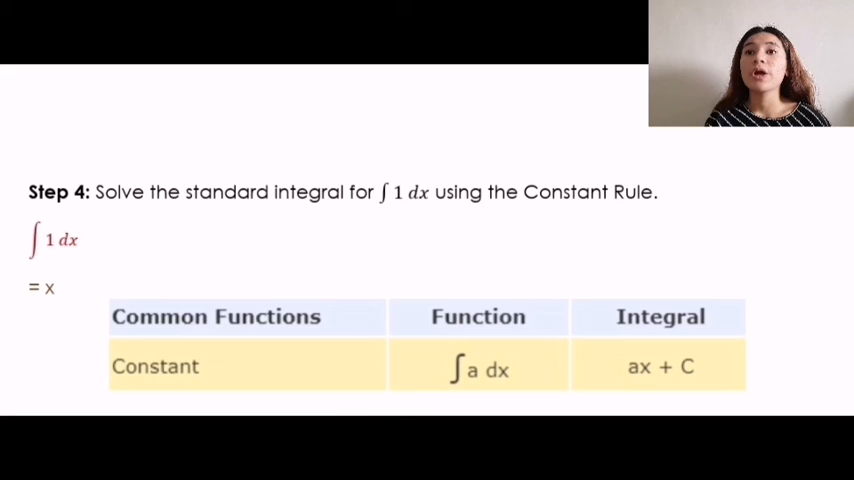 Step 4: Solve the standard integral for ∫ 1 dx using the Constant Rule.
∫ 1 dx
= x
Common Functions Function Integral
Constant ∫a dx ax + C